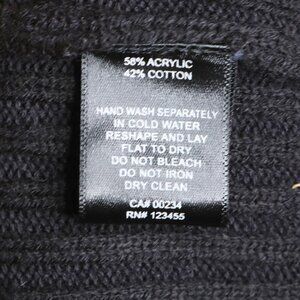 58% ACRYLIC
42% COTTON
HAND WASH SEPARATELY
IN COLD WATER
RESHAPE AND LAY
FLAT TO DRY
DO NOT BLEACH
DO NOT IRON
DRY CLEAN
CA# 00234
RN# 123455